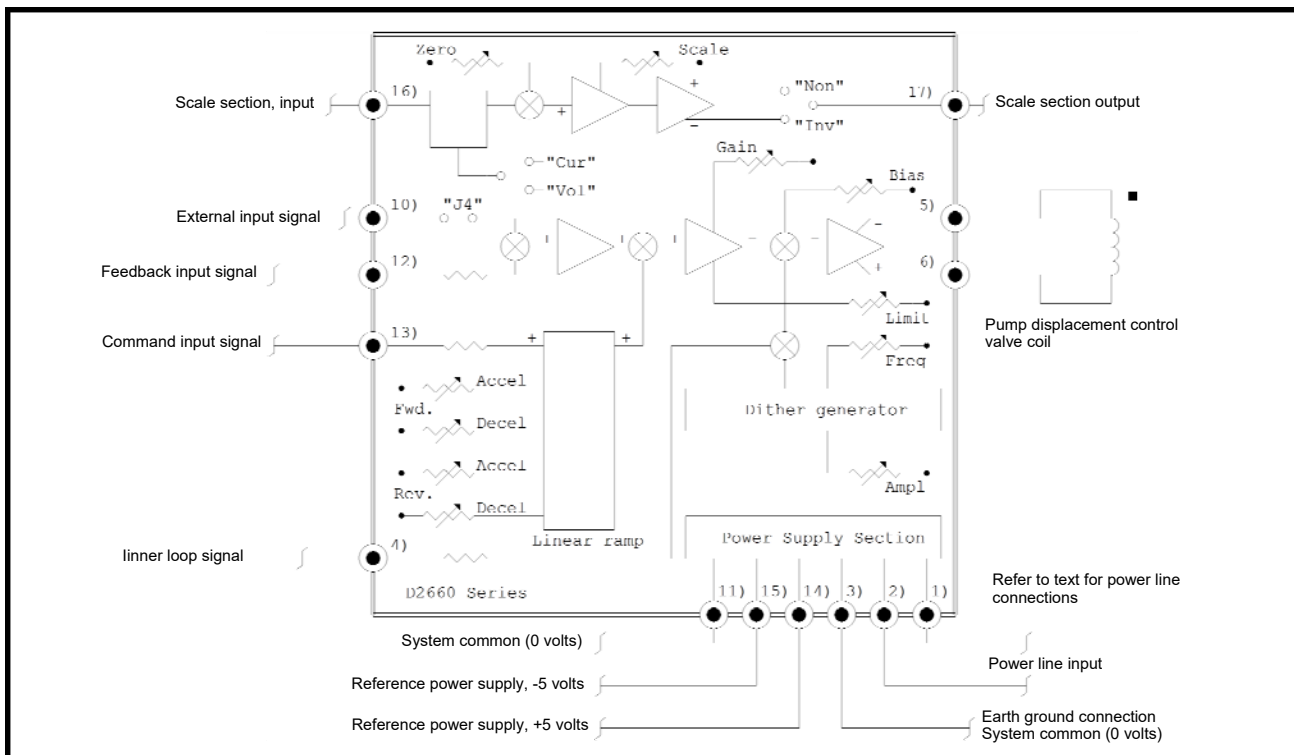 Zero
Scale
Scale section, input
16)
"Non"
17)
Scale section output
"Inv"
Gain
"Cur"
"Vol"
Bias
External input signal
10)
"J4"
5)
Feedback input signal
12)
6)
Limit
Pump displacement control
valve coil
Command input signal
13)
Freq
Accel
Fwd.
Decel
Dither generator
Accel
Rev.
Decel
Ampl
Iinner loop signal
4)
Linear ramp
Power Supply Section
D2660 Series
11) 15) 14) 3) 2) 1)
Refer to text for power line
connections
System common (0 volts)
Power line input
Reference power supply, -5 volts
Reference power supply, +5 volts
Earth ground connection
System common (0 volts)